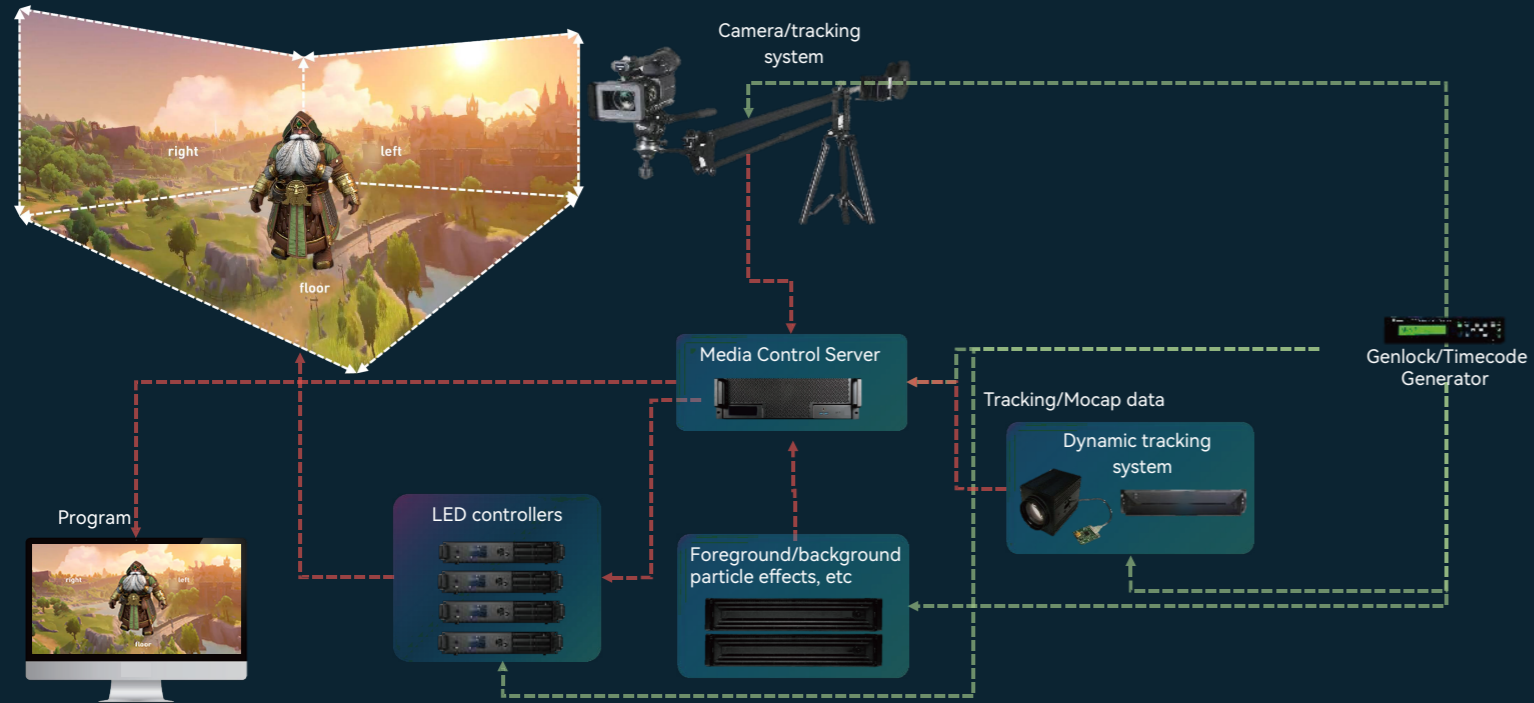 Camera/tracking
system
right
left
floor
Media Control Server
Genlock/Timecode
Generator
Tracking/Mocap data
Dynamic tracking
system
Program
LED controllers
Foreground/background
particle effects, etc
right
left
floor